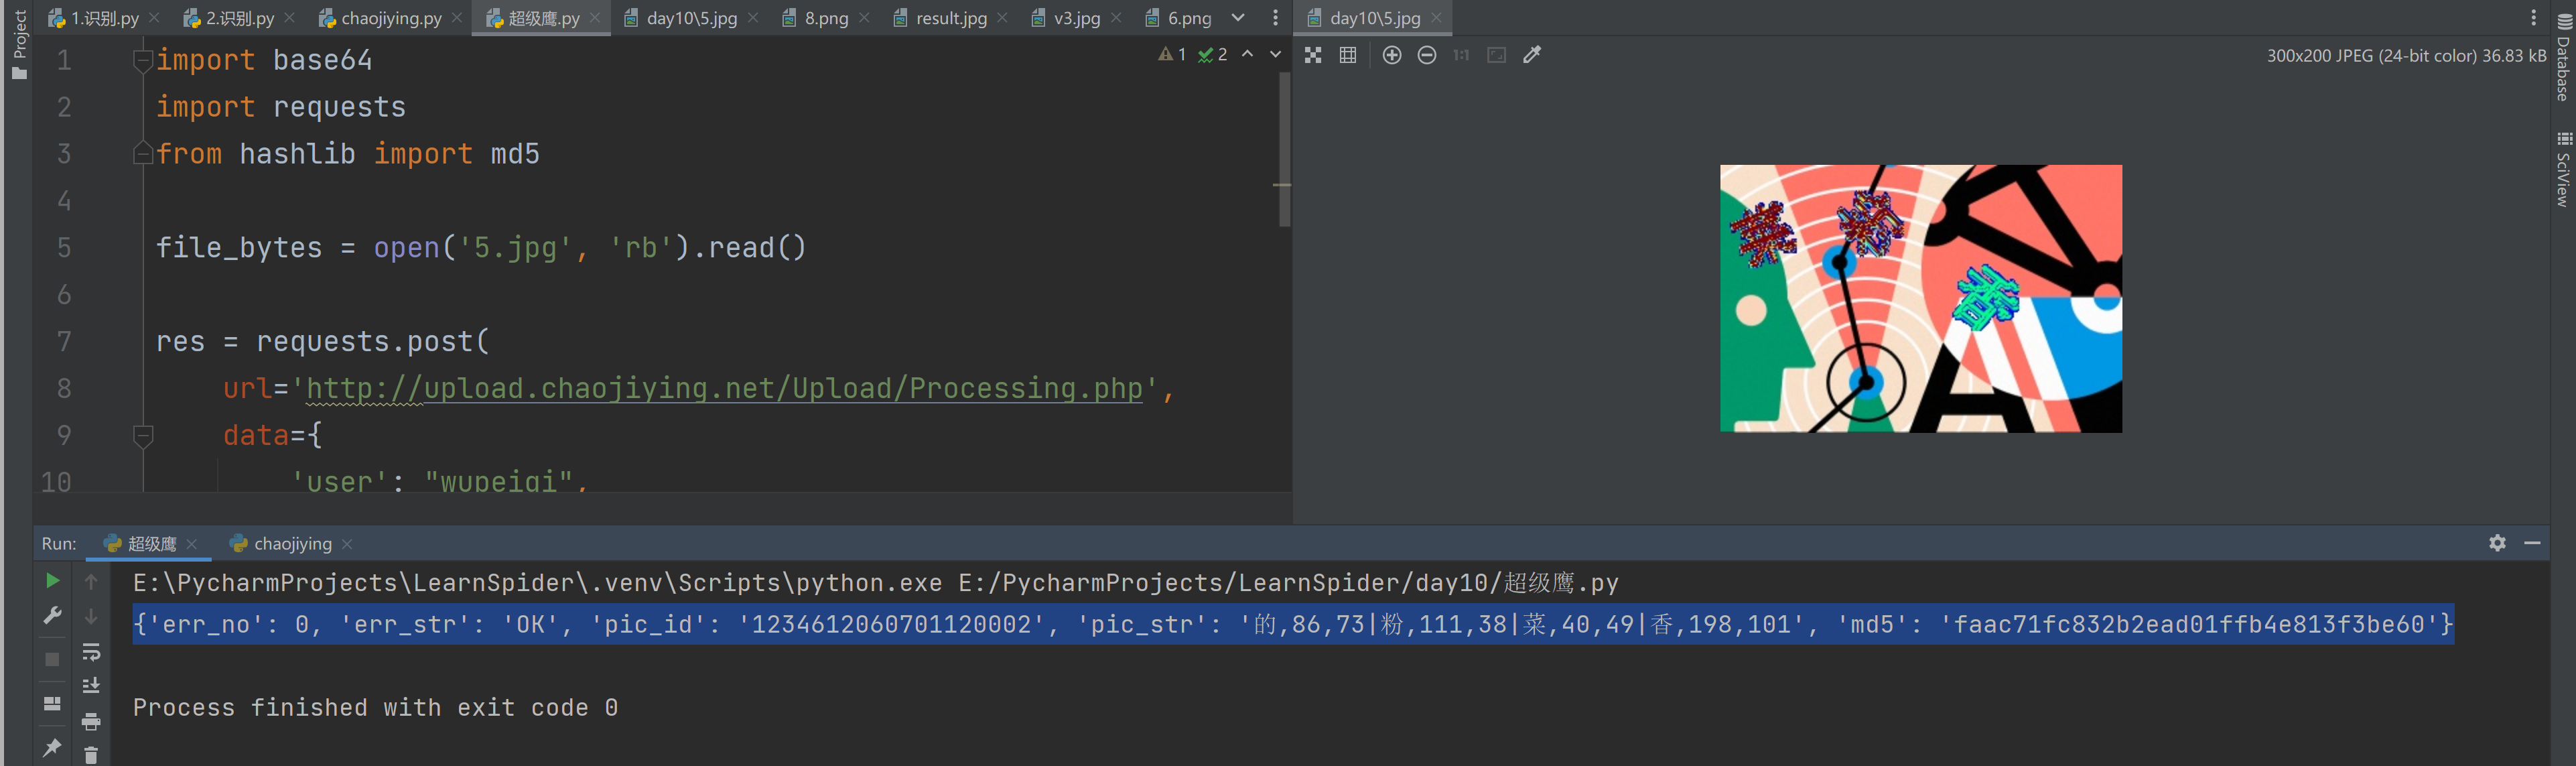 Project
1.识别.py
2.识别.py
chaojiying.py
超级鹰.py
day10\5.jpg
8.png
result.jpg
v3.jpg
6.png
day10\5.jpg
1 import base64
2 import requests
3 from hashlib import md5
4
5 file_bytes = open('5.jpg', 'rb').read()
6
7 res = requests.post(
8 url='http://upload.chaojiying.net/Upload/Processing.php',
9 data={
10 'user': "wupeiqi",
1 2
1:1
300x200 JPEG (24-bit color) 36.83 kB
Database
SciView
Run: 超级鹰 chaojiying
E:\PycharmProjects\LearnSpider\.venv\Scripts\python.exe E:/PycharmProjects/LearnSpider/day10/超级鹰.py
{'err_no': 0, 'err_str': 'OK', 'pic_id': '1234612060701120002', 'pic_str': '的,86,73|粉,111,38|菜,40,49|香,198,101', 'md5': 'faac71fc832b2ead01ffb4e813f3be60'}
Process finished with exit code 0